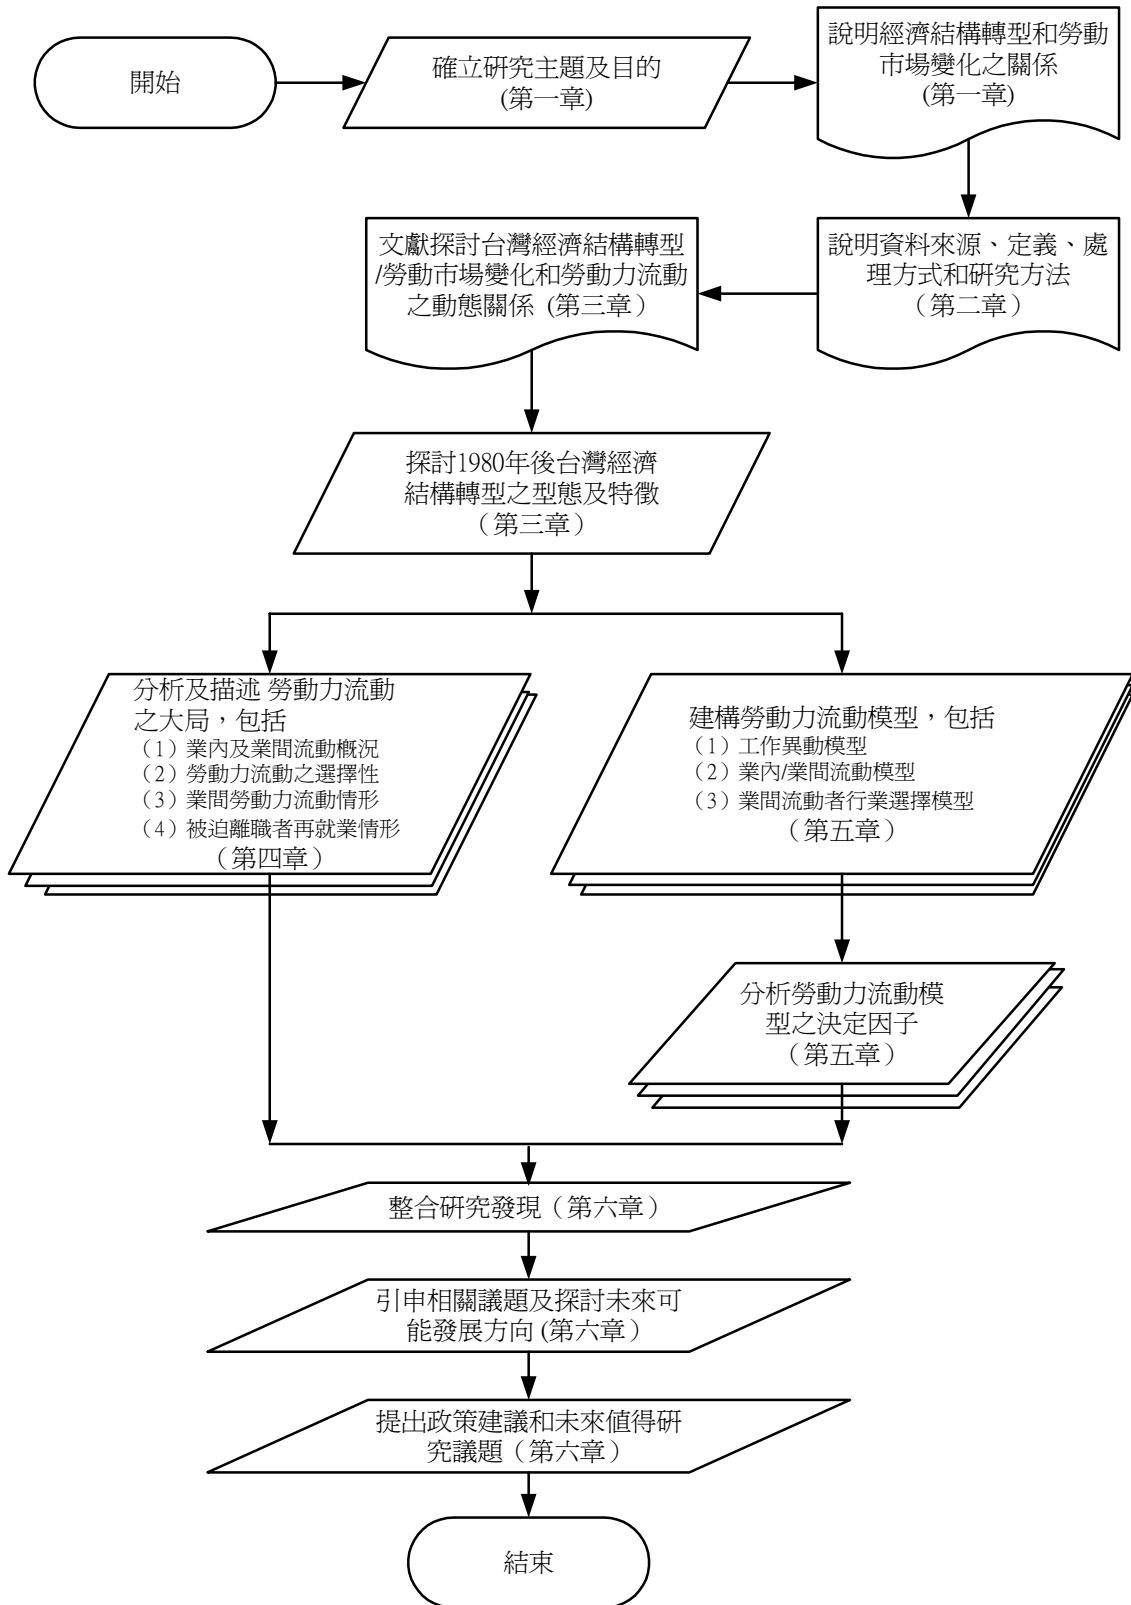 開始
確立研究主題及目的
(第一章)
說明經濟結構轉型和勞動
市場變化之關係
(第一章)
說明資料來源、定義、處
理方式和研究方法
（第二章）
文獻探討台灣經濟結構轉型
/勞動市場變化和勞動力流動
之動態關係 (第三章）
探討1980年後台灣經濟
結構轉型之型態及特徵
（第三章）
分析及描述 勞動力流動
之大局，包括
（1）業內及業間流動概況
（2）勞動力流動之選擇性
（3）業間勞動力流動情形
（4）被迫離職者再就業情形
（第四章）
建構勞動力流動模型，包括
（1）工作異動模型
（2）業內/業間流動模型
（3）業間流動者行業選擇模型
（第五章）
分析勞動力流動模
型之決定因子
（第五章）
整合研究發現（第六章）
引申相關議題及探討未來可
能發展方向(第六章）
提出政策建議和未來值得研
究議題（第六章）
結束